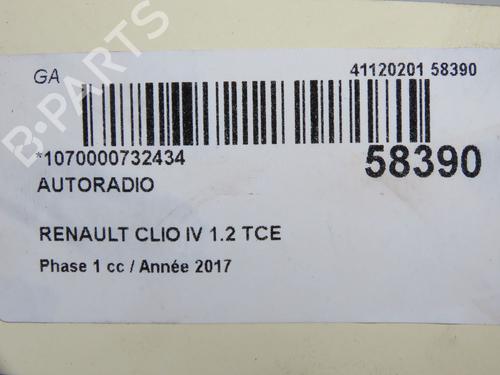 GA
41120201 58390
*1070000732434
58390
AUTORADIO
RENAULT CLIO IV 1.2 TCE
Phase 1 cc / Année 2017
B-PARTS